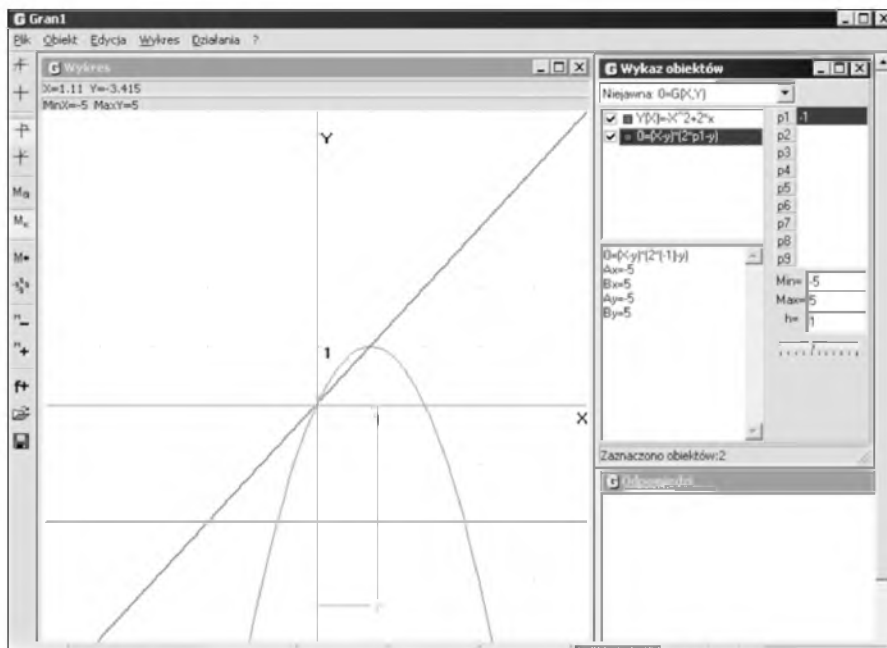 Gran1
Plik Obiekt Edycja Wykres Działania ?
Wykres
X=1.11 Y=-3.415
MinX=-5 MaxY=5
Y
1
X
1
Wykaz obiektów
Niejawna: 0=G(X,Y)
Y(X)=-X^2+2*x
0=(X-y)*(2*p1-y)
p1 -1
p2
p3
p4
p5
p6
p7
p8
p9
0=(X-y)*(2*(-1)-y)
Ax=-5
Bx=5
Ay=-5
By=5
Min= -5
Max= 5
h= 1
Zaznaczono obiektów:2
Odpowiedzi
f+